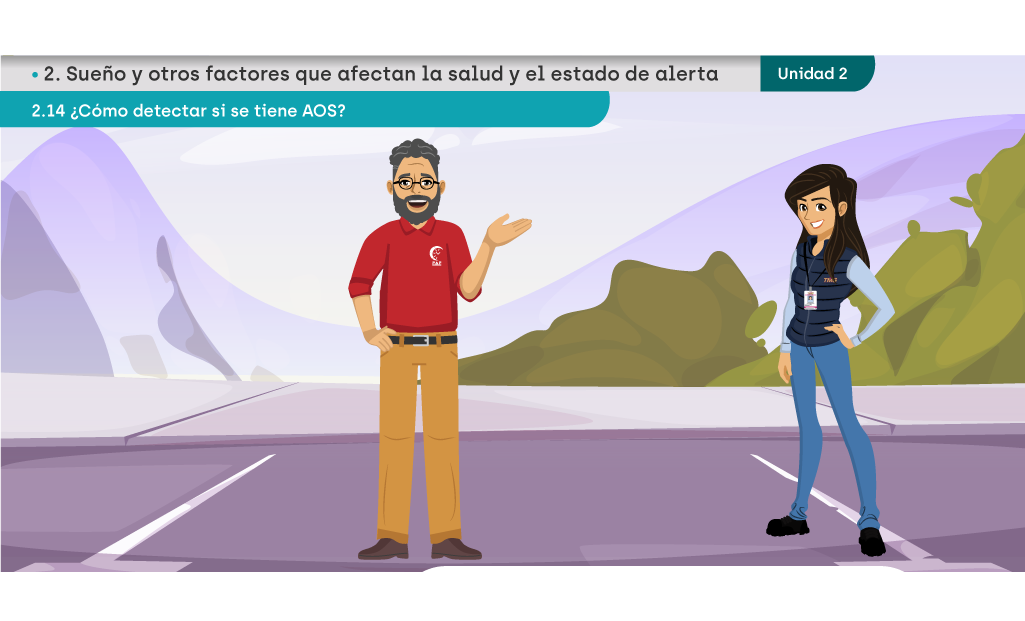 • 2. Sueño y otros factores que afectan la salud y el estado de alerta
Unidad 2
2.14 ¿Cómo detectar si se tiene AOS?